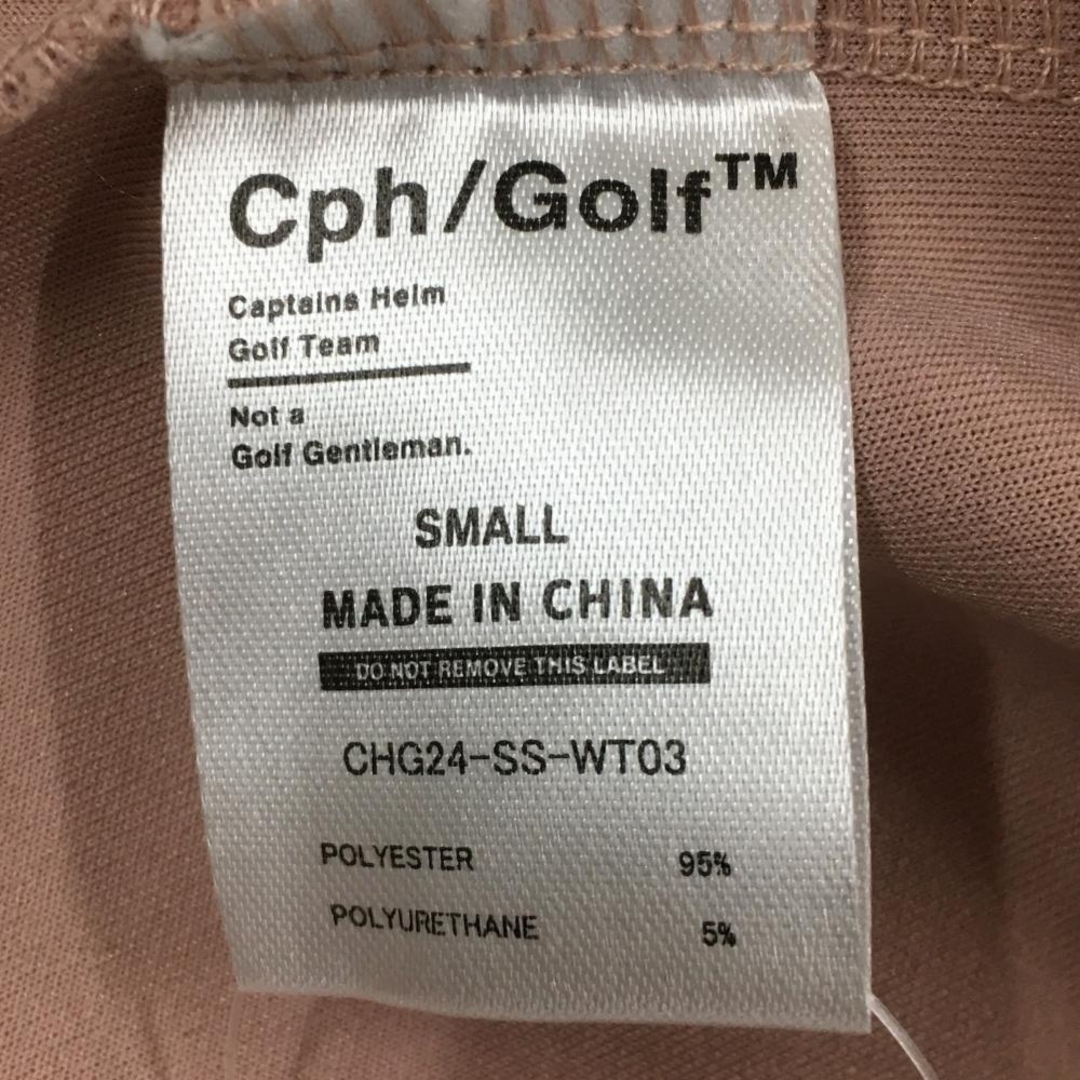 Cph/Golf™
Captains Helm
Golf Team
Not a
Golf Gentleman.
SMALL
MADE IN CHINA
DO NOT REMOVE THIS LABEL
CHG24-SS-WT03
POLYESTER 95%
POLYURETHANE 5%